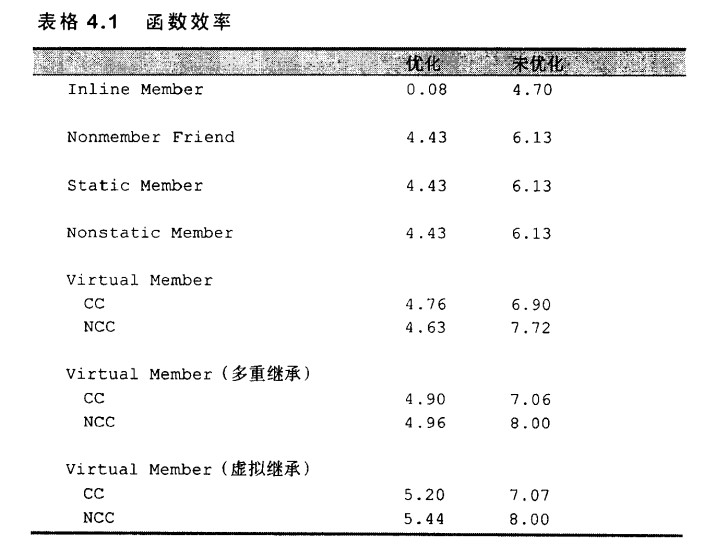 表格 4.1 函数效率
优化 未优化
Inline Member 0.08 4.70
Nonmember Friend 4.43 6.13
Static Member 4.43 6.13
Nonstatic Member 4.43 6.13
Virtual Member
CC 4.76 6.90
NCC 4.63 7.72
Virtual Member (多重继承)
CC 4.90 7.06
NCC 4.96 8.00
Virtual Member (虚拟继承)
CC 5.20 7.07
NCC 5.44 8.00